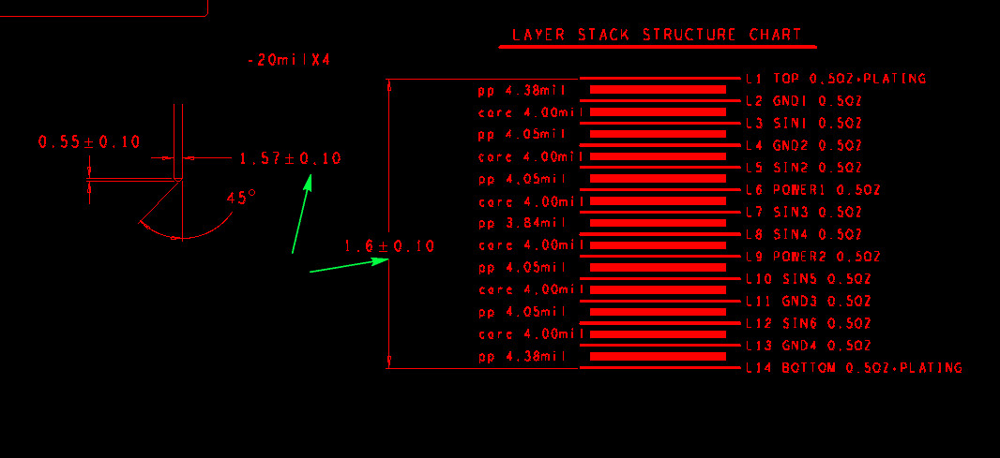 LAYER STACK STRUCTURE CHART
-20milX4
L1 TOP 0.5OZ+PLATING
pp 4.38mil
L2 GND1 0.5OZ
core 4.00mil
L3 SIN1 0.5OZ
pp 4.05mil
0.55±0.10
L4 GND2 0.5OZ
core 4.00mil
1.57±0.10
L5 SIN2 0.5OZ
pp 4.05mil
L6 POWER1 0.5OZ
45°
core 4.00mil
L7 SIN3 0.5OZ
pp 3.84mil
L8 SIN4 0.5OZ
core 4.00mil
1.6±0.10
L9 POWER2 0.5OZ
pp 4.05mil
L10 SIN5 0.5OZ
core 4.00mil
L11 GND3 0.5OZ
pp 4.05mil
L12 SIN6 0.5OZ
core 4.00mil
L13 GND4 0.5OZ
pp 4.38mil
L14 BOTTOM 0.5OZ+PLATING